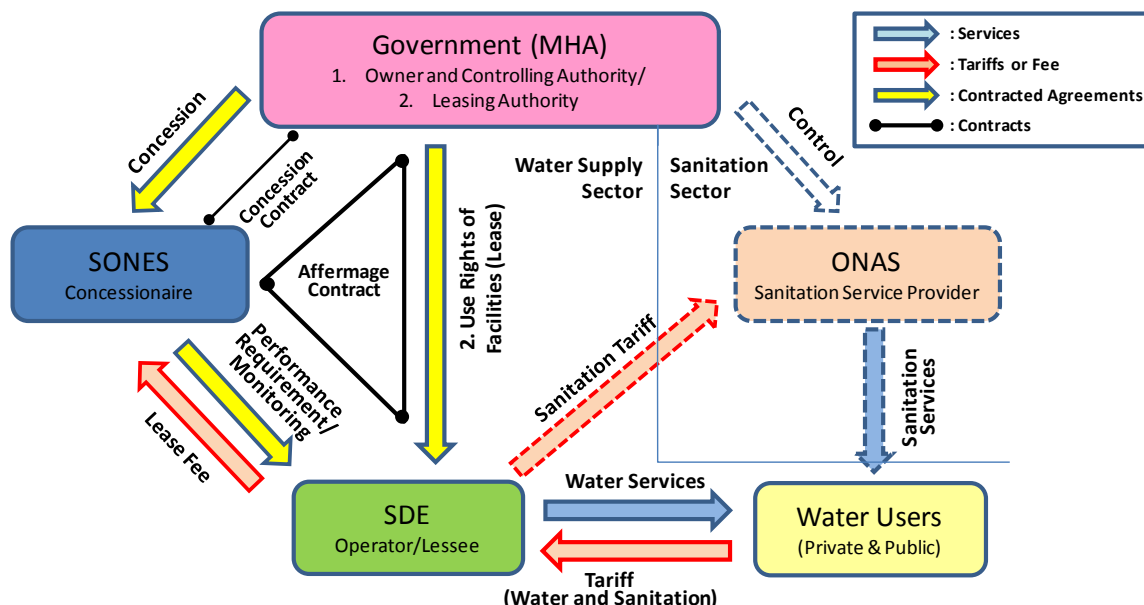 Government (MHA)
1. Owner and Controlling Authority/
2. Leasing Authority
: Services
: Tariffs or Fee
: Contracted Agreements
: Contracts
Concession
Concession
Contract
Water Supply
Sector
Sanitation
Sector
Control
SONES
Concessionaire
Affermage
Contract
2. Use Rights of
Facilities (Lease)
ONAS
Sanitation Service Provider
Performance
Requirement/
Monitoring
Lease Fee
Sanitation Tariff
Sanitation
Services
SDE
Operator/Lessee
Water Services
Tariff
(Water and Sanitation)
Water Users
(Private & Public)